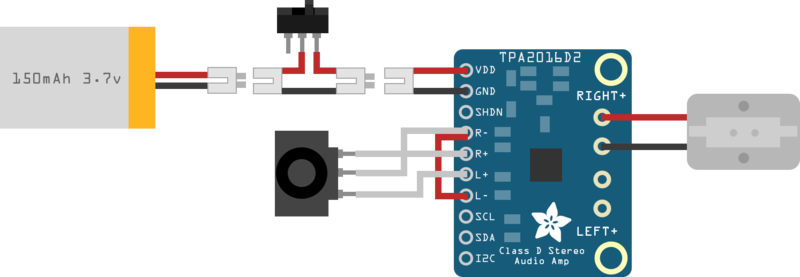 150mAh 3.7v
TPA2016D2
VDD
GND
SHDN
R-
R+
L+
L-
SCL
SDA
I2C
RIGHT+
LEFT+
Class D Stereo
Audio Amp